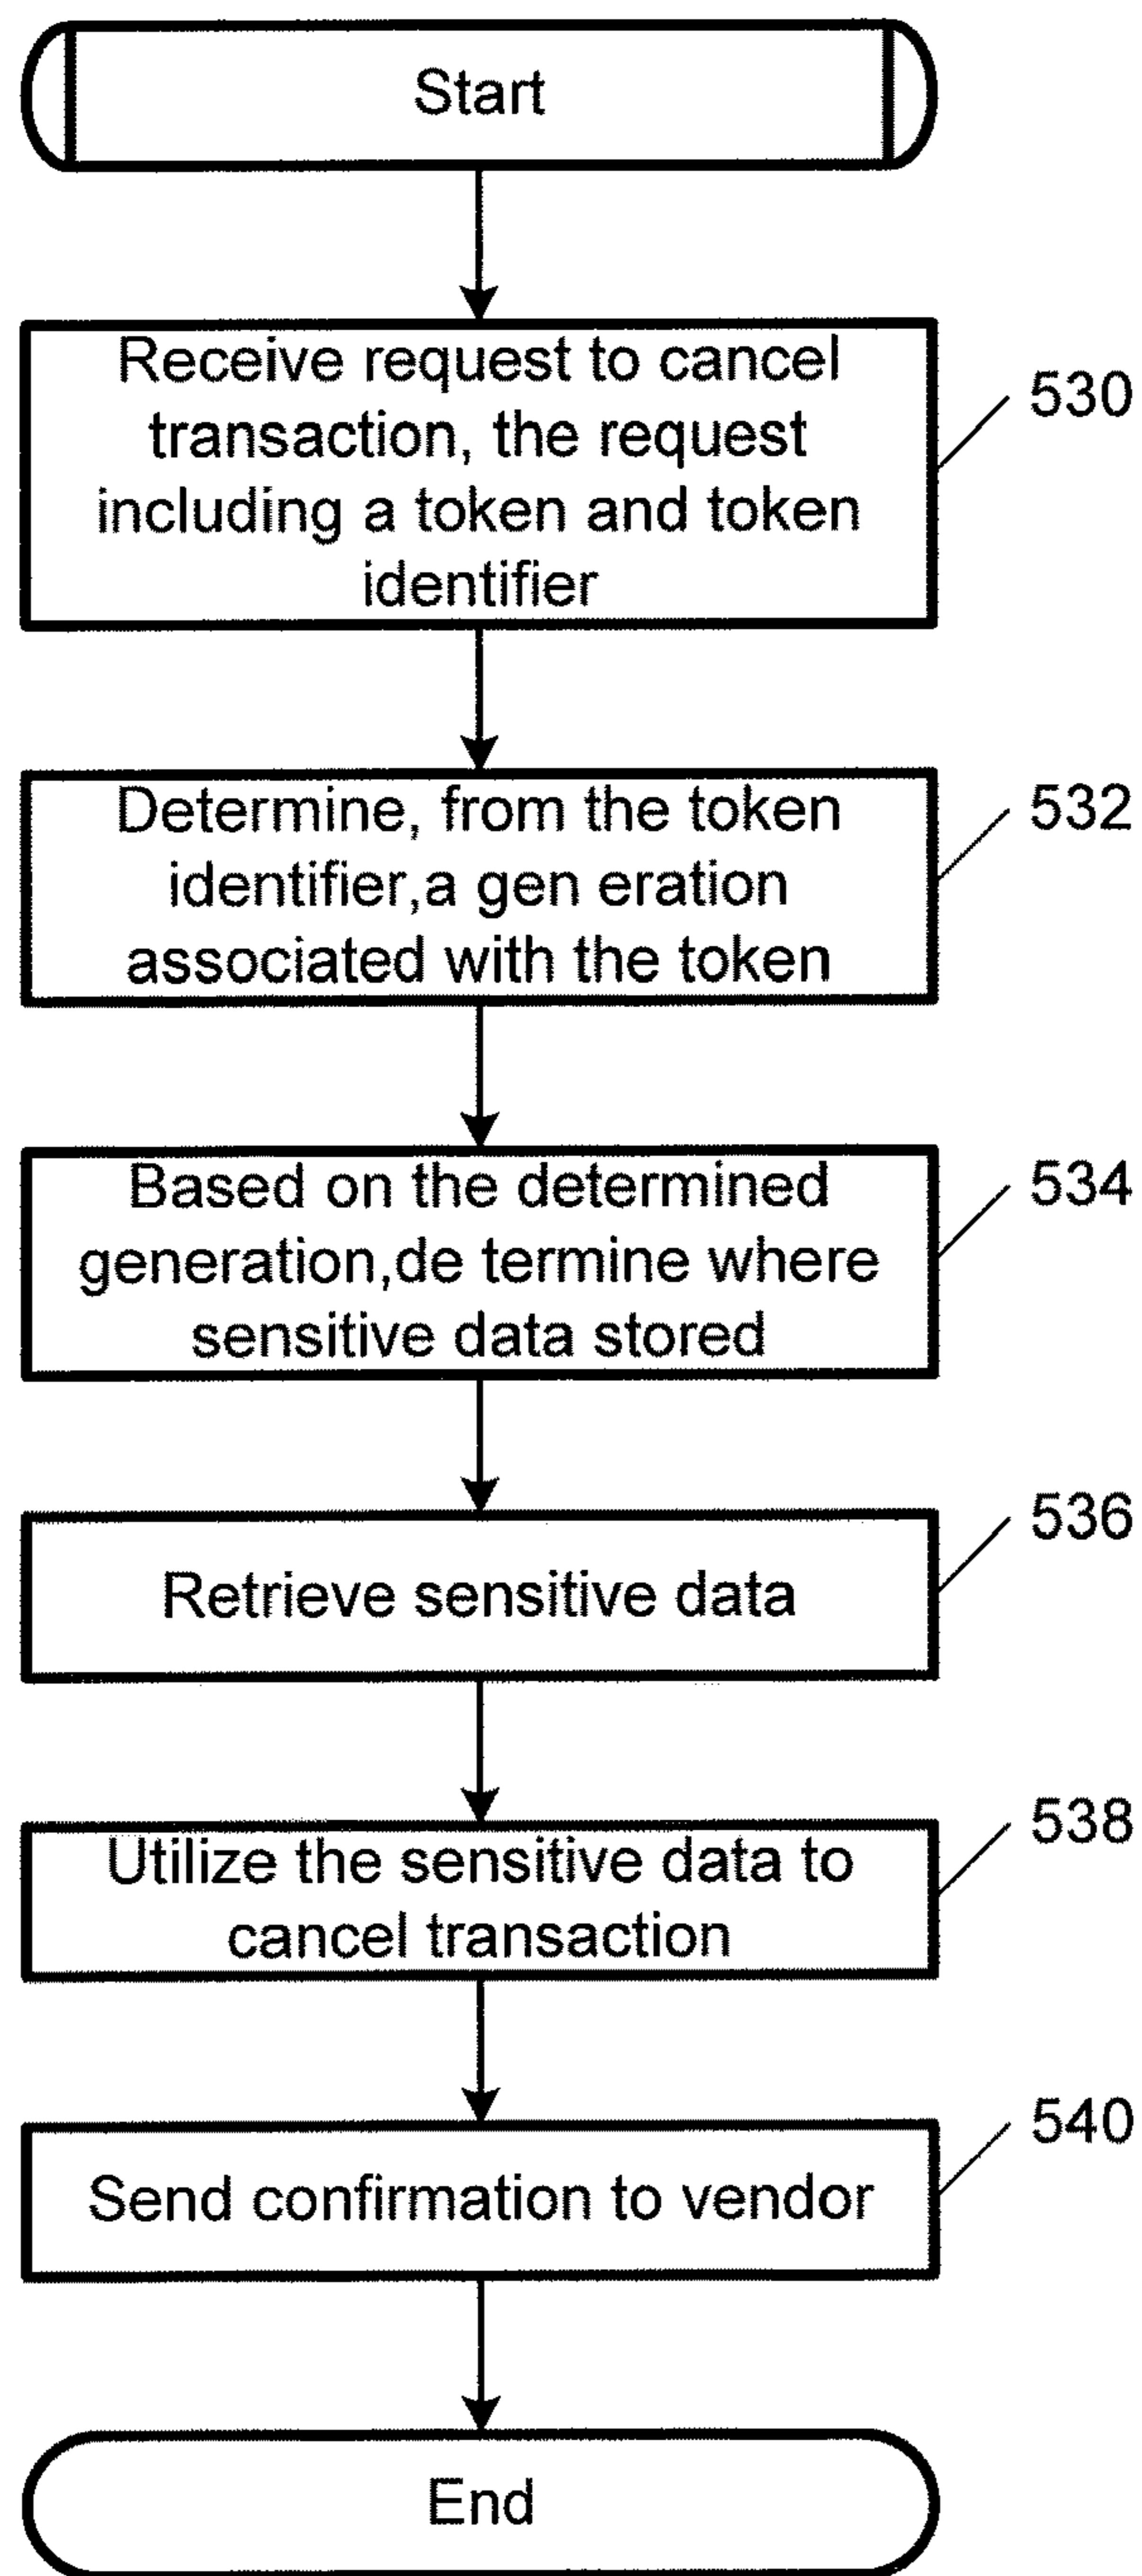 Start
Receive request to cancel
transaction, the request
including a token and token
identifier
530
Determine, from the token
identifier,a gen eration
associated with the token
532
Based on the determined
generation,de termine where
sensitive data stored
534
Retrieve sensitive data
536
Utilize the sensitive data to
cancel transaction
538
Send confirmation to vendor
540
End